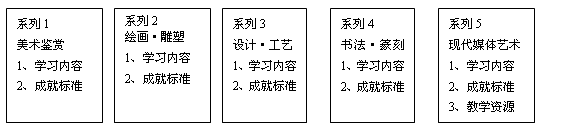 系列 1
美术鉴赏
1、学习内容
2、成就标准
系列 2
绘画·雕塑
1、学习内容
2、成就标准
系列 3
设计·工艺
1、学习内容
2、成就标准
系列 4
书法·篆刻
1、学习内容
2、成就标准
系列 5
现代媒体艺术
1、学习内容
2、成就标准
3、教学资源